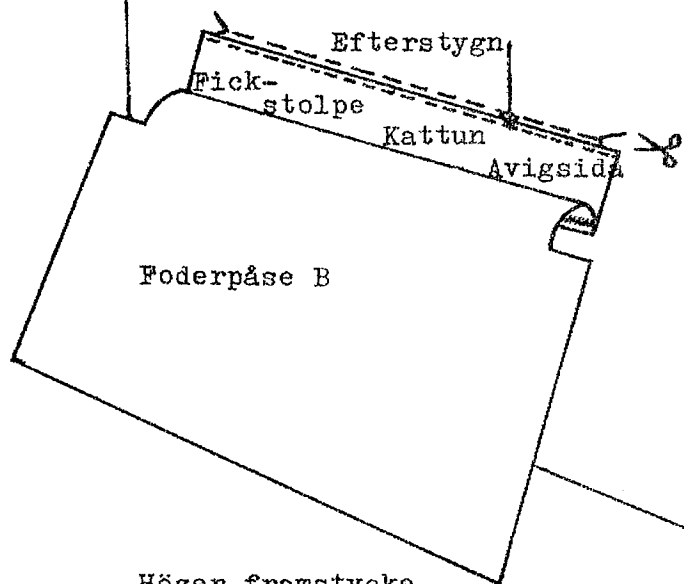 Efterstygn
Fick-
stolpe
Kattun
Avigsida
Foderpåse B
Höger framstycke